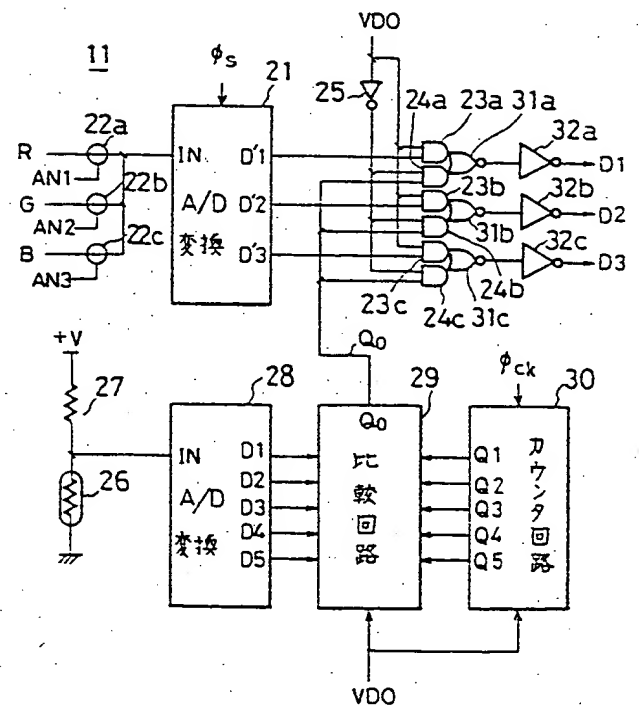 11
φs
VDO
21
25
24a
23a
31a
32a
22a
R
AN1
IN
D'1
D1
22b
G
AN2
A/D
D'2
23b
32b
D2
22c
B
AN3
変換
D'3
31b
32c
D3
23c
24c
31c
24b
+V
27
Q0
φck
28
29
30
26
IN
A/D
変換
D1
D2
D3
D4
D5
Q0
比較回路
Q1
Q2
Q3
Q4
Q5
カウンタ回路
VDO